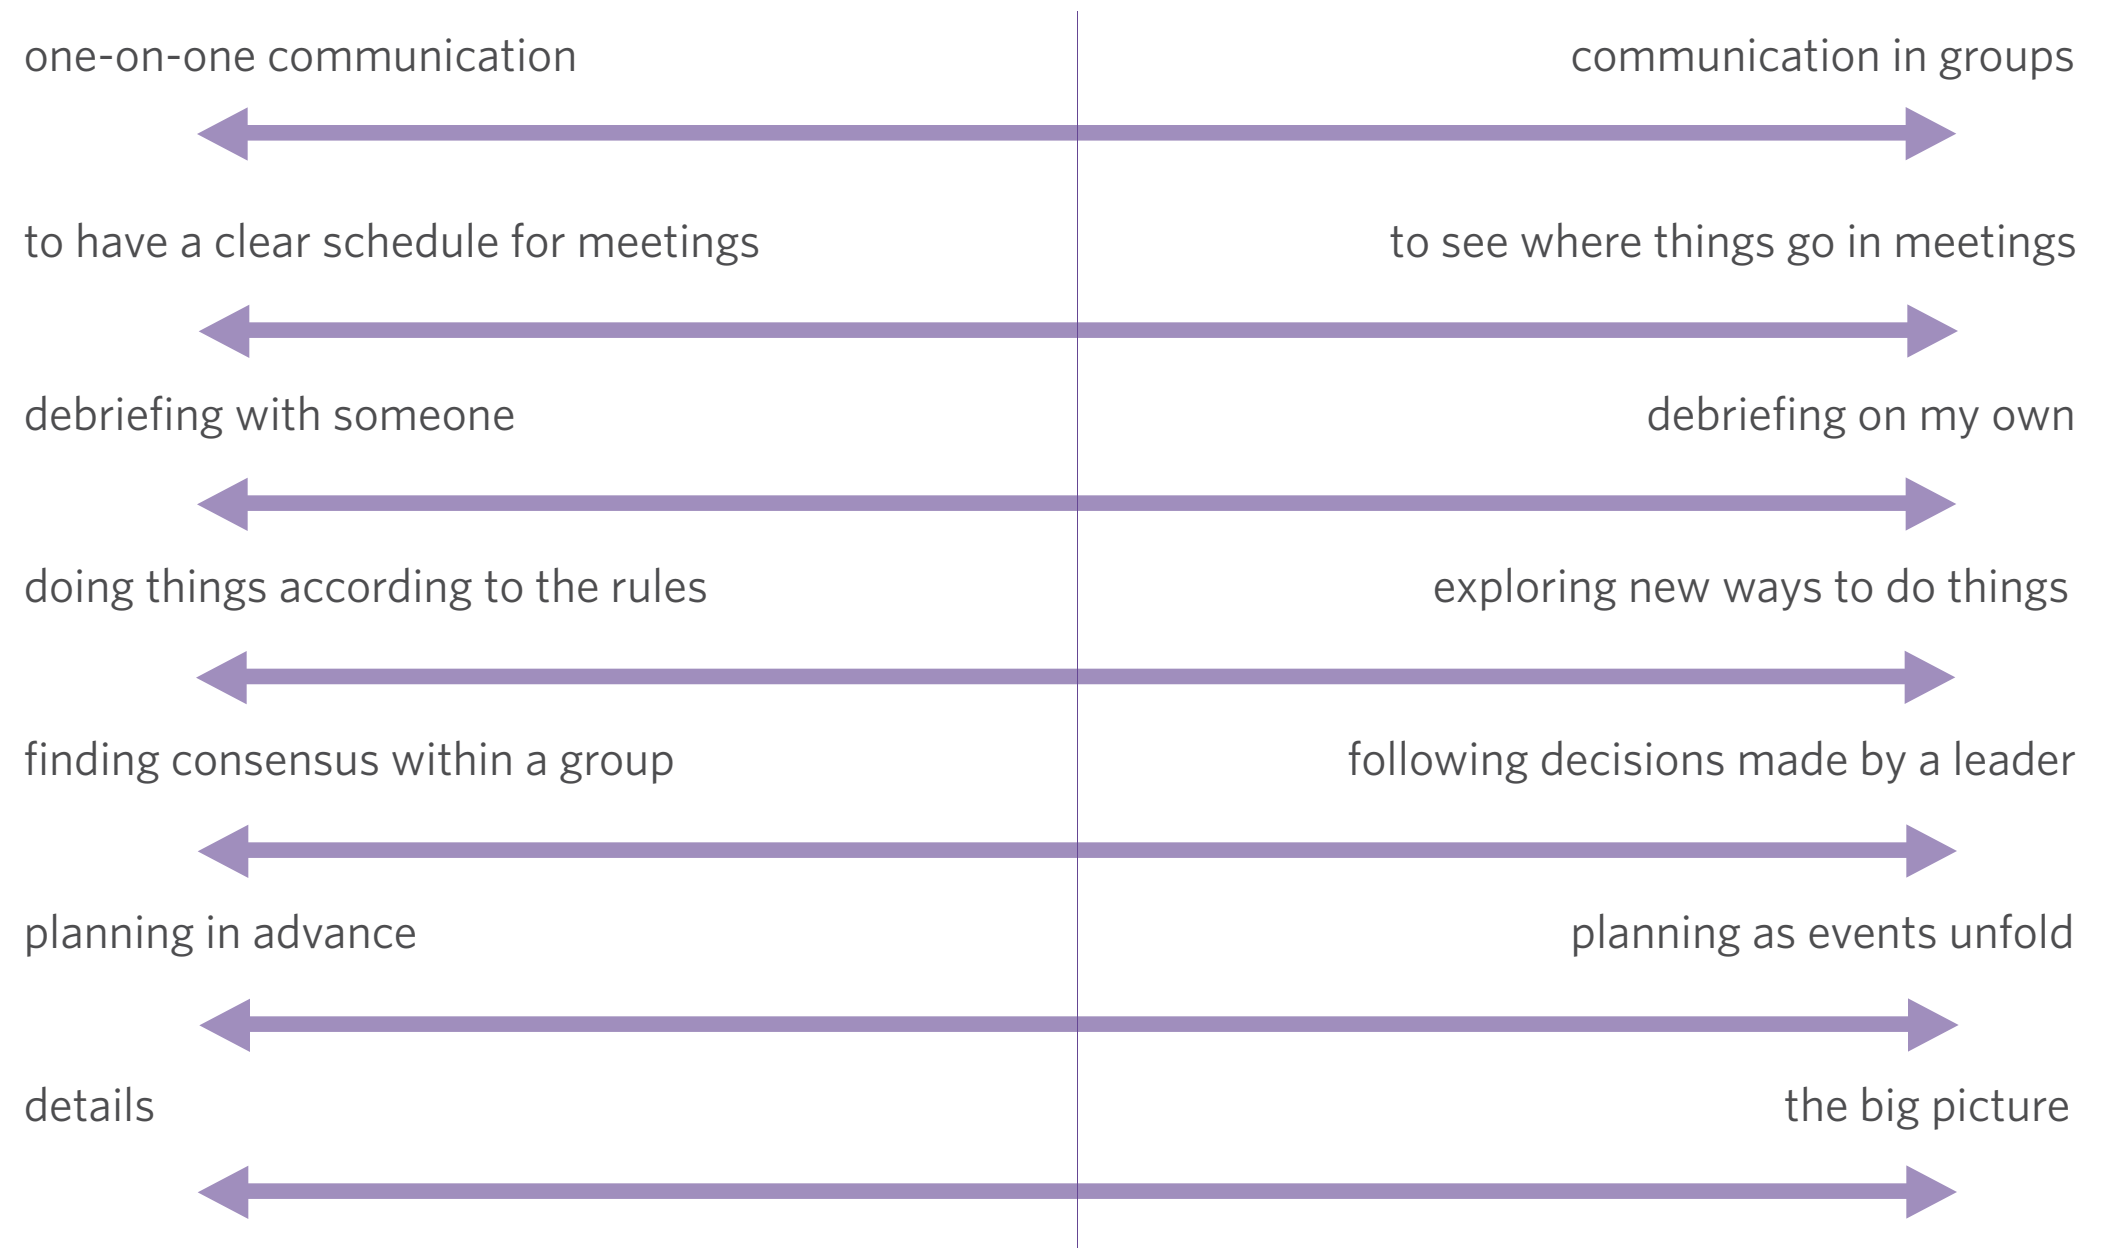 one-on-one communication
communication in groups
to have a clear schedule for meetings
to see where things go in meetings
debriefing with someone
debriefing on my own
doing things according to the rules
exploring new ways to do things
finding consensus within a group
following decisions made by a leader
planning in advance
planning as events unfold
details
the big picture